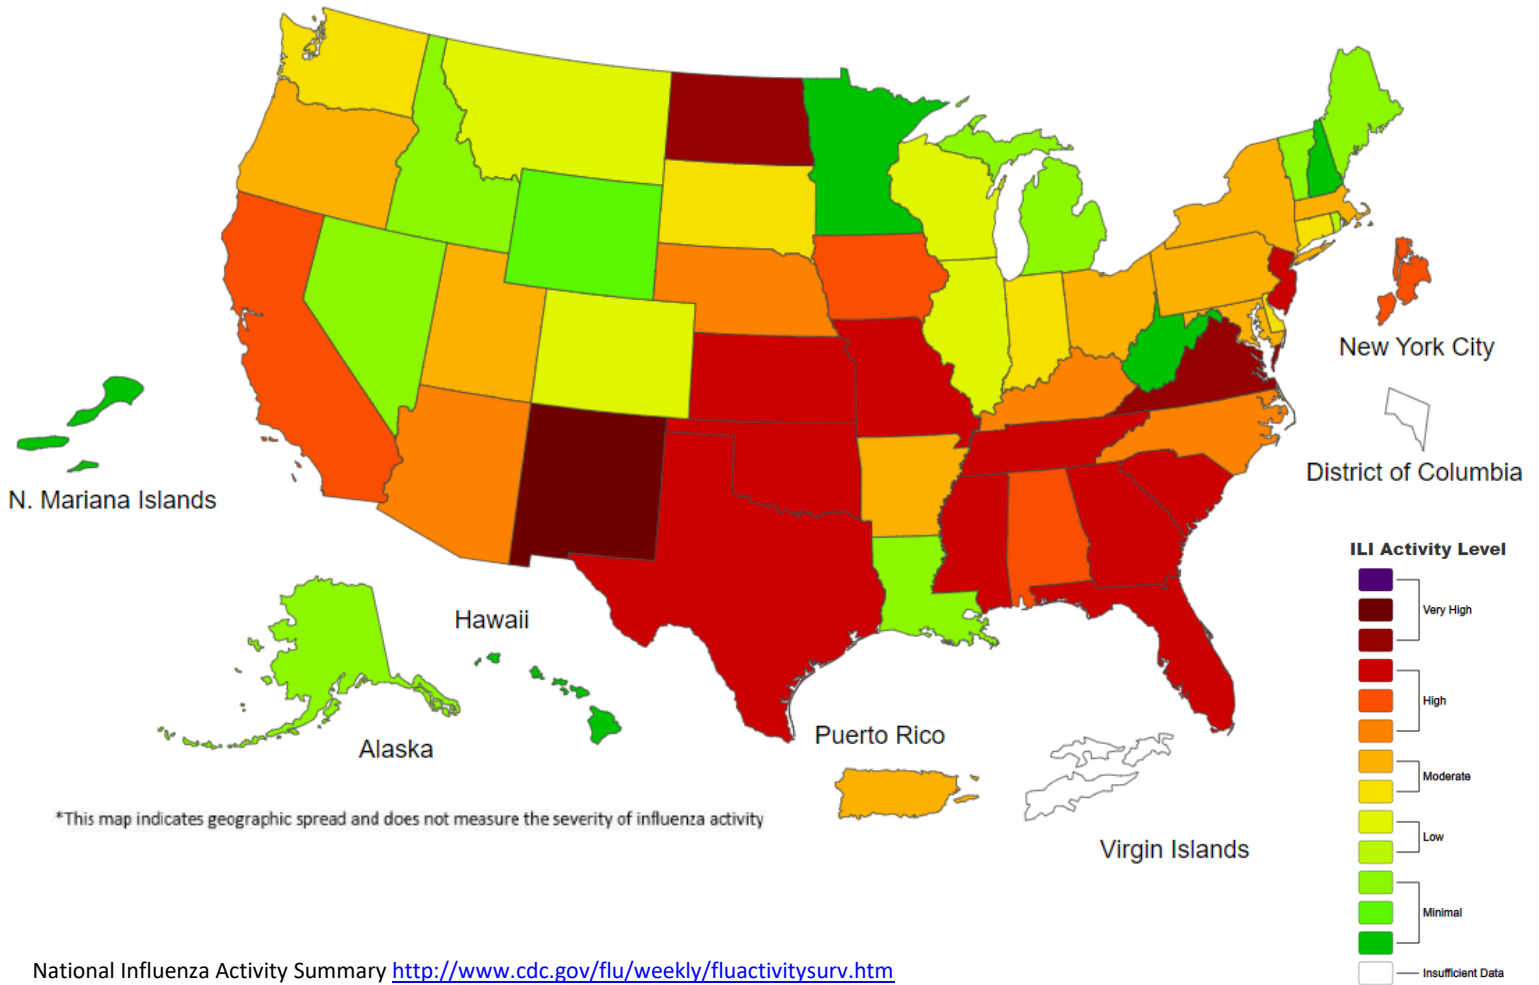 New York City
District of Columbia
N. Mariana Islands
ILI Activity Level
Very High
High
Moderate
Low
Minimal
Insufficient Data
Hawaii
Alaska
Puerto Rico
Virgin Islands
*This map indicates geographic spread and does not measure the severity of influenza activity
National Influenza Activity Summary http://www.cdc.gov/flu/weekly/fluactivitysurv.htm